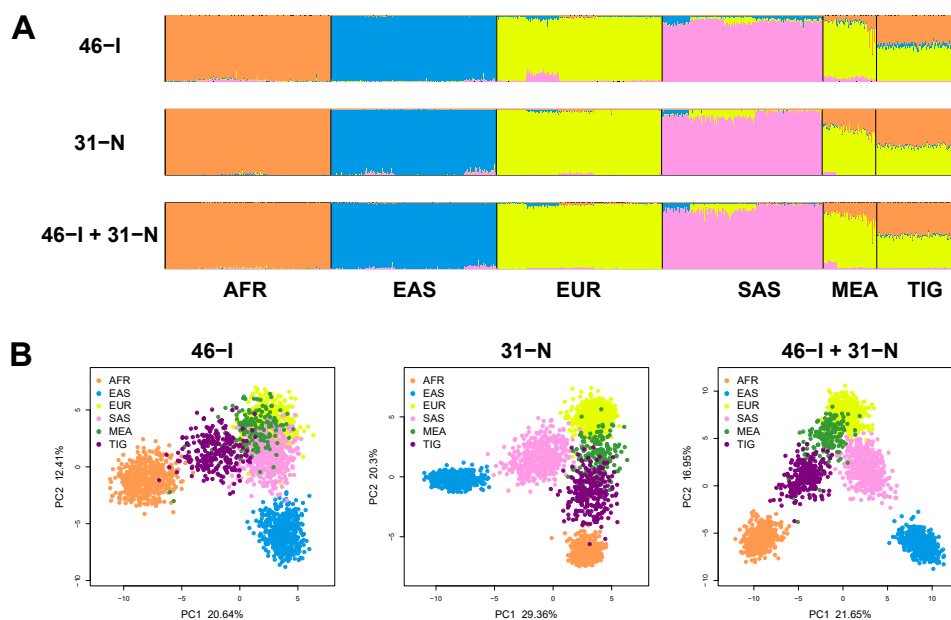 A
46−I
31−N
46−I + 31−N
AFR EAS EUR SAS MEA TIG
B
46−I 31−N 46−I + 31−N
AFR
EAS
EUR
SAS
MEA
TIG
PC2 12.41%
5
0
−5
−10
−10 −5 0 5
PC1 20.64%
AFR
EAS
EUR
SAS
MEA
TIG
PC2 20.3%
5
0
−5
−10 −5 0 5
PC1 29.36%
AFR
EAS
EUR
SAS
MEA
TIG
PC2 16.95%
10
5
0
−5
−10
−10 −5 0 5 10
PC1 21.65%